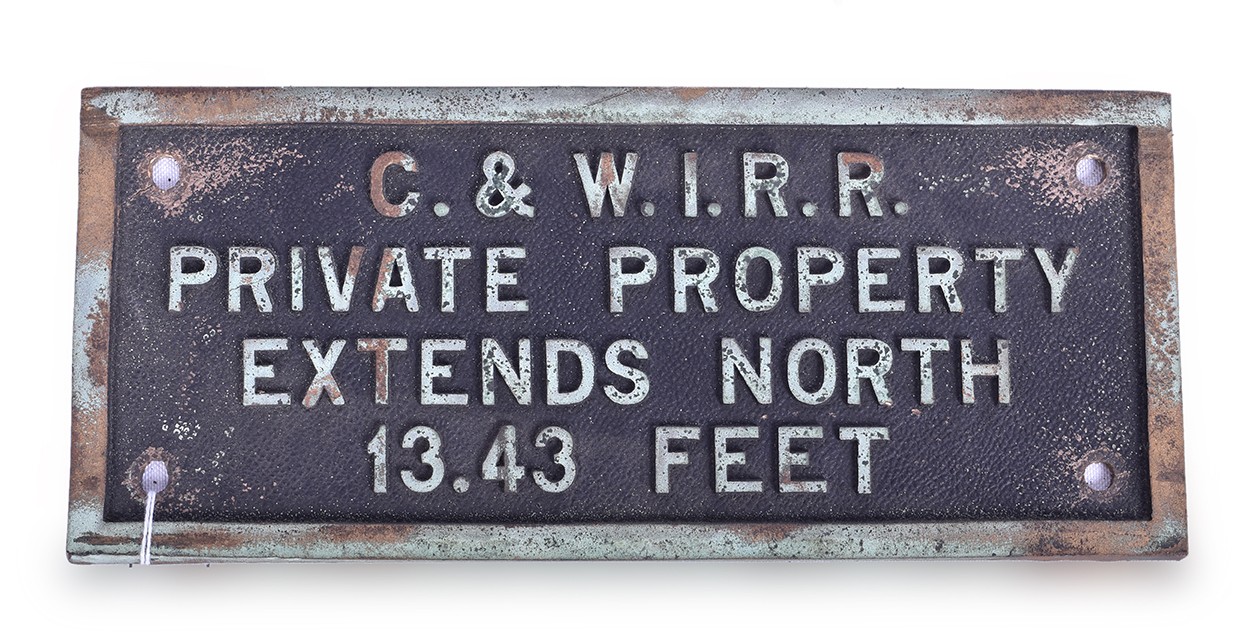 C. & W.I.R.R.
PRIVATE PROPERTY
EXTENDS NORTH
13.43 FEET